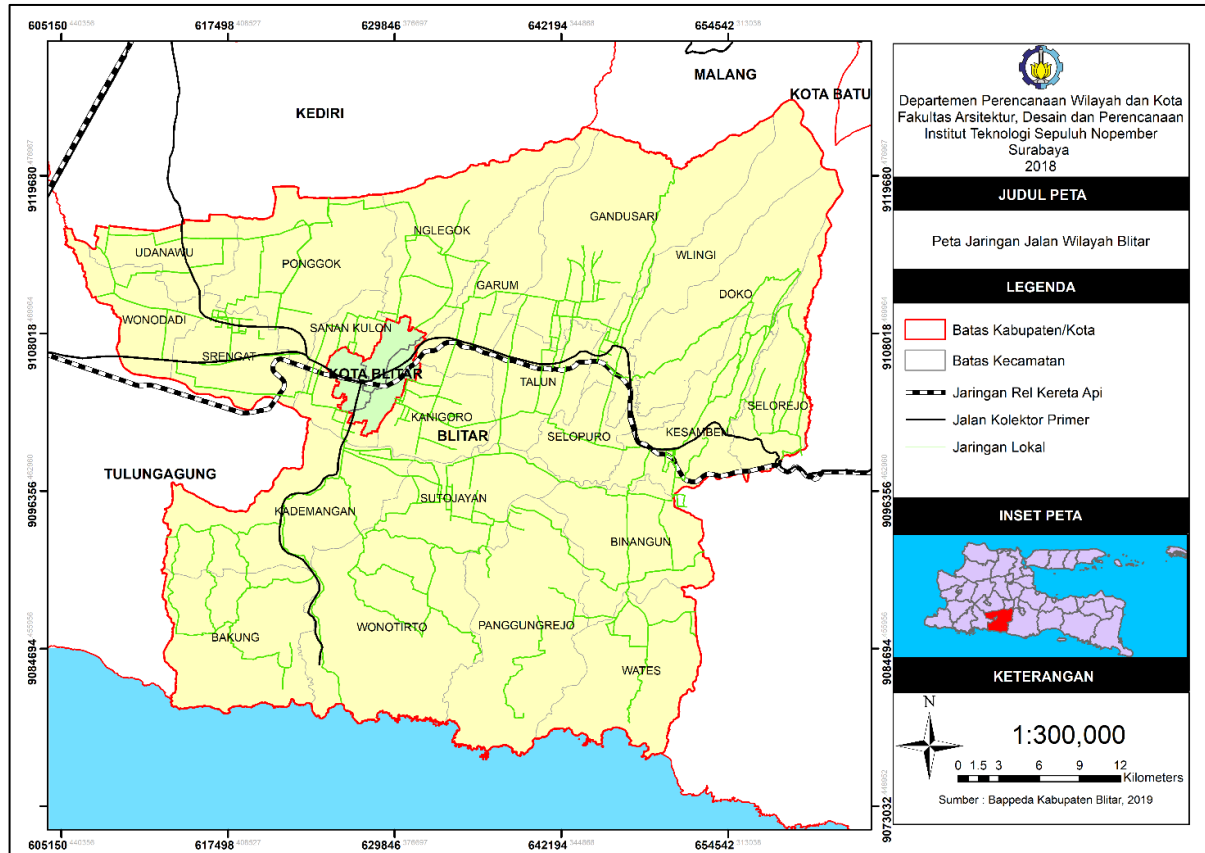 605150 617498 629846 642194 654542
MALANG
KOTA BATU
KEDIRI
9119680 9119680
GANDUSARI
NGLEGOK
UDANAWU
WLINGI
PONGGOK
GARUM
DOKO
WONODADI
SANAN KULON
9108018 9108018
SRENGAT
KOTA BLITAR
TALUN
SELOREJO
KANIGORO
BLITAR
SELOPURO
KESAMBEN
TULUNGAGUNG
9096356 9096356
SUTOJAYAN
KADEMANGAN
BINANGUN
BAKUNG
WONOTIRTO
PANGGUNGREJO
9084694 9084694
WATES
9073032
605150 617498 629846 642194 654542
Departemen Perencanaan Wilayah dan Kota
Fakultas Arsitektur, Desain dan Perencanaan
Institut Teknologi Sepuluh Nopember
Surabaya
2018
JUDUL PETA
Peta Jaringan Jalan Wilayah Blitar
LEGENDA
Batas Kabupaten/Kota
Batas Kecamatan
Jaringan Rel Kereta Api
Jalan Kolektor Primer
Jaringan Lokal
INSET PETA
KETERANGAN
N
1:300,000
0 1.5 3 6 9 12
Kilometers
Sumber : Bappeda Kabupaten Blitar, 2019